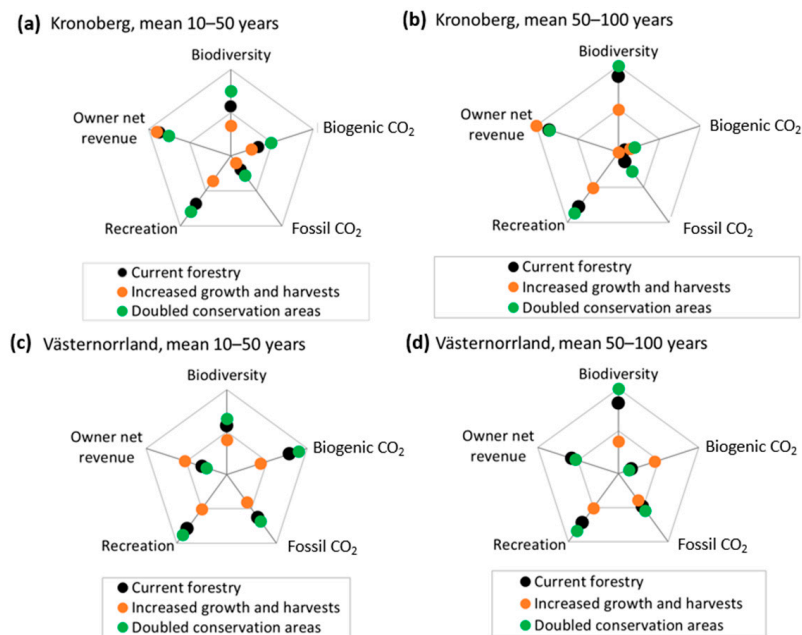 (a) Kronoberg, mean 10–50 years
Biodiversity
Owner net
revenue
Biogenic CO₂
Recreation
Fossil CO₂
Current forestry
Increased growth and harvests
Doubled conservation areas
(b) Kronoberg, mean 50–100 years
Biodiversity
Owner net
revenue
Biogenic CO₂
Recreation
Fossil CO₂
Current forestry
Increased growth and harvests
Doubled conservation areas
(c) Västernorrland, mean 10–50 years
Biodiversity
Owner net
revenue
Biogenic CO₂
Recreation
Fossil CO₂
Current forestry
Increased growth and harvests
Doubled conservation areas
(d) Västernorrland, mean 50–100 years
Biodiversity
Owner net
revenue
Biogenic CO₂
Recreation
Fossil CO₂
Current forestry
Increased growth and harvests
Doubled conservation areas